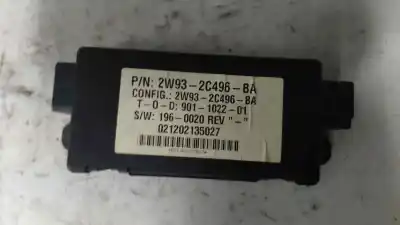 P/N: 2W93-2C496-BA
CONFIG.: 2W93-2C496-BA
T-O-D: 901-1022-01
S/W: 196-0020 REV "-"
021202135027